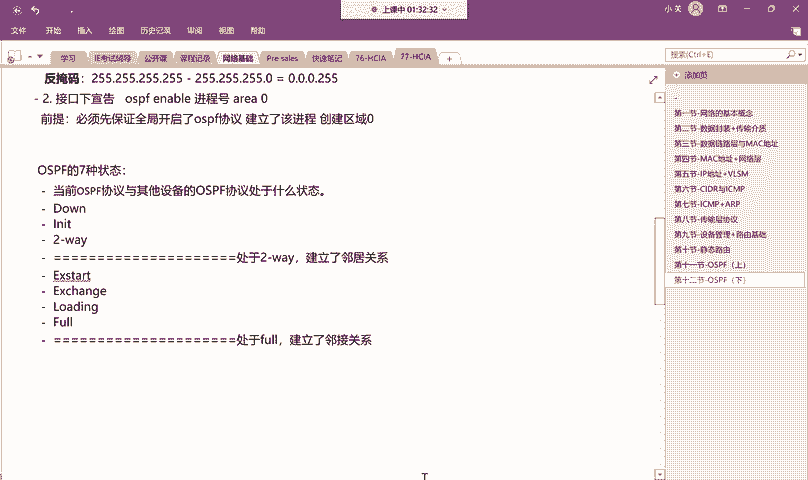 上课中 01:32:32
小 关
文件 开始 插入 绘图 历史记录 审阅 视图 帮助
学习 IE考试辅导 公开课 课程记录 网络基础 Pre sales 快速笔记 76-HCIA 77-HCIA +
搜索(Ctrl+E)
添加页
反掩码：255.255.255.255 - 255.255.255.0 = 0.0.0.255
- 2. 接口下宣告 ospf enable 进程号 area 0
前提：必须先保证全局开启了ospf协议 建立了该进程 创建区域0
OSPF的7种状态：
- 当前OSPF协议与其他设备的OSPF协议处于什么状态。
- Down
- Init
- 2-way
- =====================处于2-way，建立了邻居关系
- Exstart
- Exchange
- Loading
- Full
- =====================处于full，建立了邻接关系
第一节-网络的基本概念
第二节-数据封装+传输介质
第三节-数据链路层与MAC地址
第四节-MAC地址+网络层
第五节-IP地址+VLSM
第六节-CIDR与ICMP
第七节-ICMP+ARP
第八节-传输层协议
第九节-设备管理+路由基础
第十节-静态路由
第十一节-OSPF（上）
第十二节-OSPF（下）